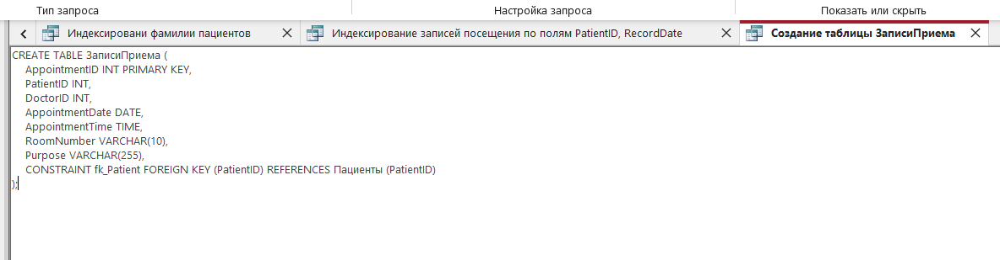 Тип запроса
Настройка запроса
Показать или скрыть
Индексировани фамилии пациентов
Индексирование записей посещения по полям PatientID, RecordDate
Создание таблицы ЗаписиПриема
CREATE TABLE ЗаписиПриема (
AppointmentID INT PRIMARY KEY,
PatientID INT,
DoctorID INT,
AppointmentDate DATE,
AppointmentTime TIME,
RoomNumber VARCHAR(10),
Purpose VARCHAR(255),
CONSTRAINT fk_Patient FOREIGN KEY (PatientID) REFERENCES Пациенты (PatientID)
);